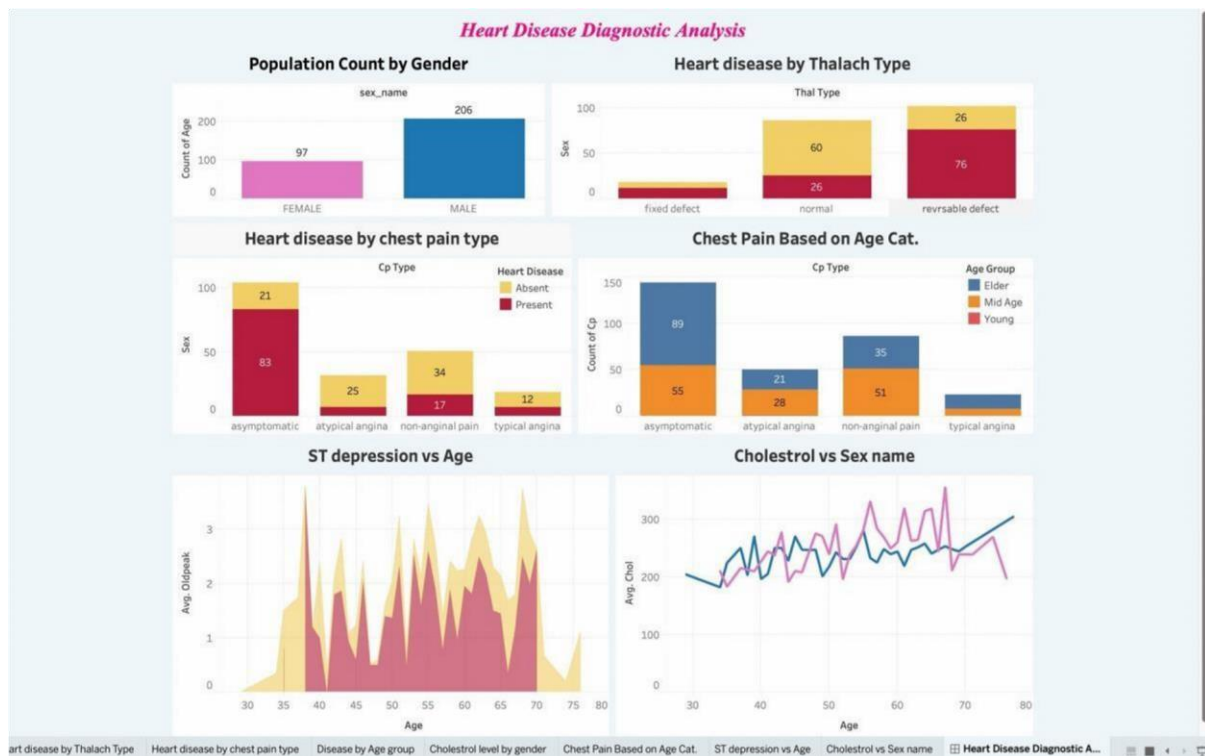 Heart Disease Diagnostic Analysis
Population Count by Gender
sex_name
Count of Age
200
100
0
97
206
FEMALE
MALE
Heart disease by Thalach Type
Thal Type
Sex
100
50
0
60
26
26
76
fixed defect
normal
revrsable defect
Heart disease by chest pain type
Cp Type
Heart Disease
Absent
Present
Sex
100
50
0
21
83
25
34
17
12
asymptomatic
atypical angina
non-anginal pain
typical angina
Chest Pain Based on Age Cat.
Cp Type
Age Group
Elder
Mid Age
Young
Count of Cp
150
100
50
0
89
55
21
28
35
51
asymptomatic
atypical angina
non-anginal pain
typical angina
ST depression vs Age
Avg. Oldpeak
3
2
1
0
30 35 40 45 50 55 60 65 70 75 80
Age
Cholestrol vs Sex name
Avg. Chol
300
200
100
0
30 40 50 60 70 80
Age
art disease by Thalach Type Heart disease by chest pain type Disease by Age group Cholestrol level by gender Chest Pain Based on Age Cat. ST depression vs Age Cholestrol vs Sex name Heart Disease Diagnostic A...